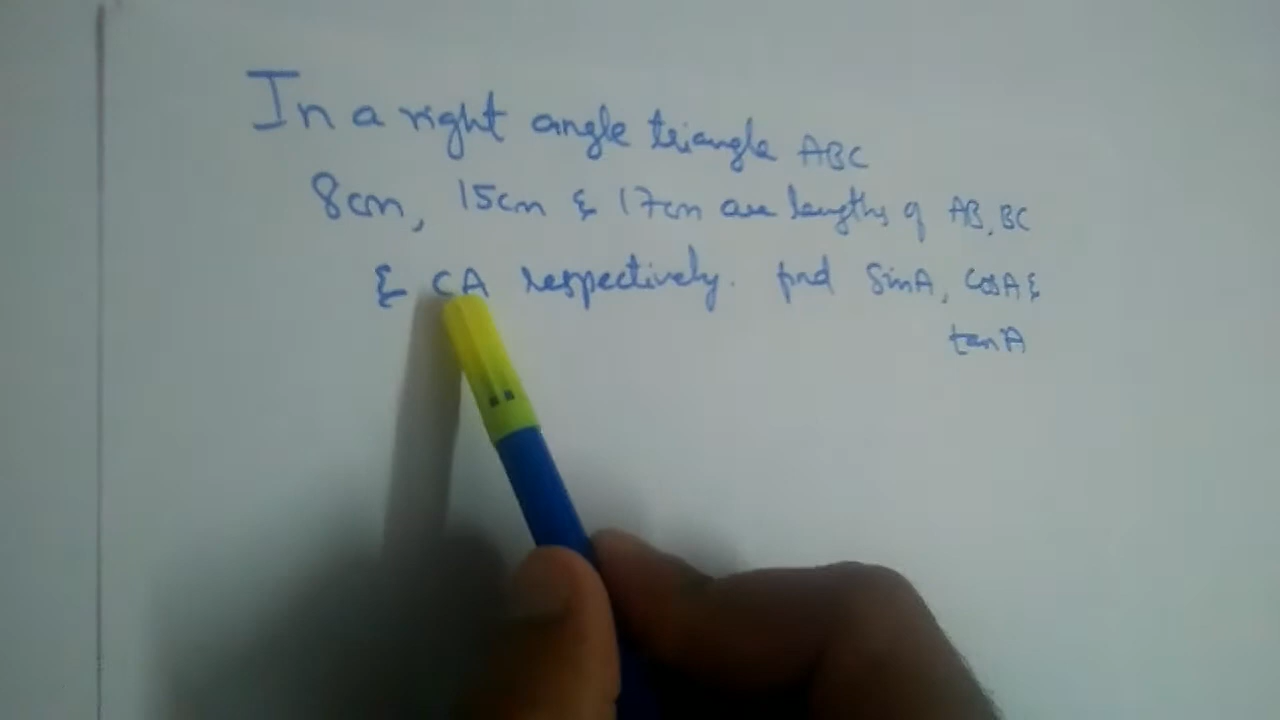 In a right angle triangle ABC
8cm, 15cm & 17cm are lengths of AB, BC
& CA respectively. find SinA, CosA &
tanA